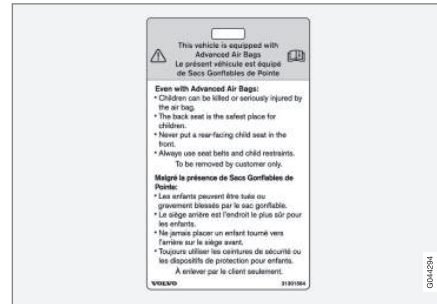 This vehicle is equipped with
Advanced Air Bags
Le présent véhicule est équipé
de Sacs Gonflables de Pointe
Even with Advanced Air Bags:
• Children can be killed or seriously injured by
the air bag.
• The back seat is the safest place for
children.
• Never put a rear-facing child seat in the
front.
• Always use seat belts and child restraints.
To be removed by customer only.
Malgré la présence de Sacs Gonflables de
Pointe:
• Les enfants peuvent être tués ou
gravement blessés par le sac gonflable.
• Le siège arrière est l'endroit le plus sûr pour
les enfants.
• Ne jamais placer un enfant tourné vers
l'arrière sur le siège avant.
• Toujours utiliser les ceintures de sécurité ou
les dispositifs de protection pour enfants.
À enlever par le client seulement.
VOLVO 31301564
G044294